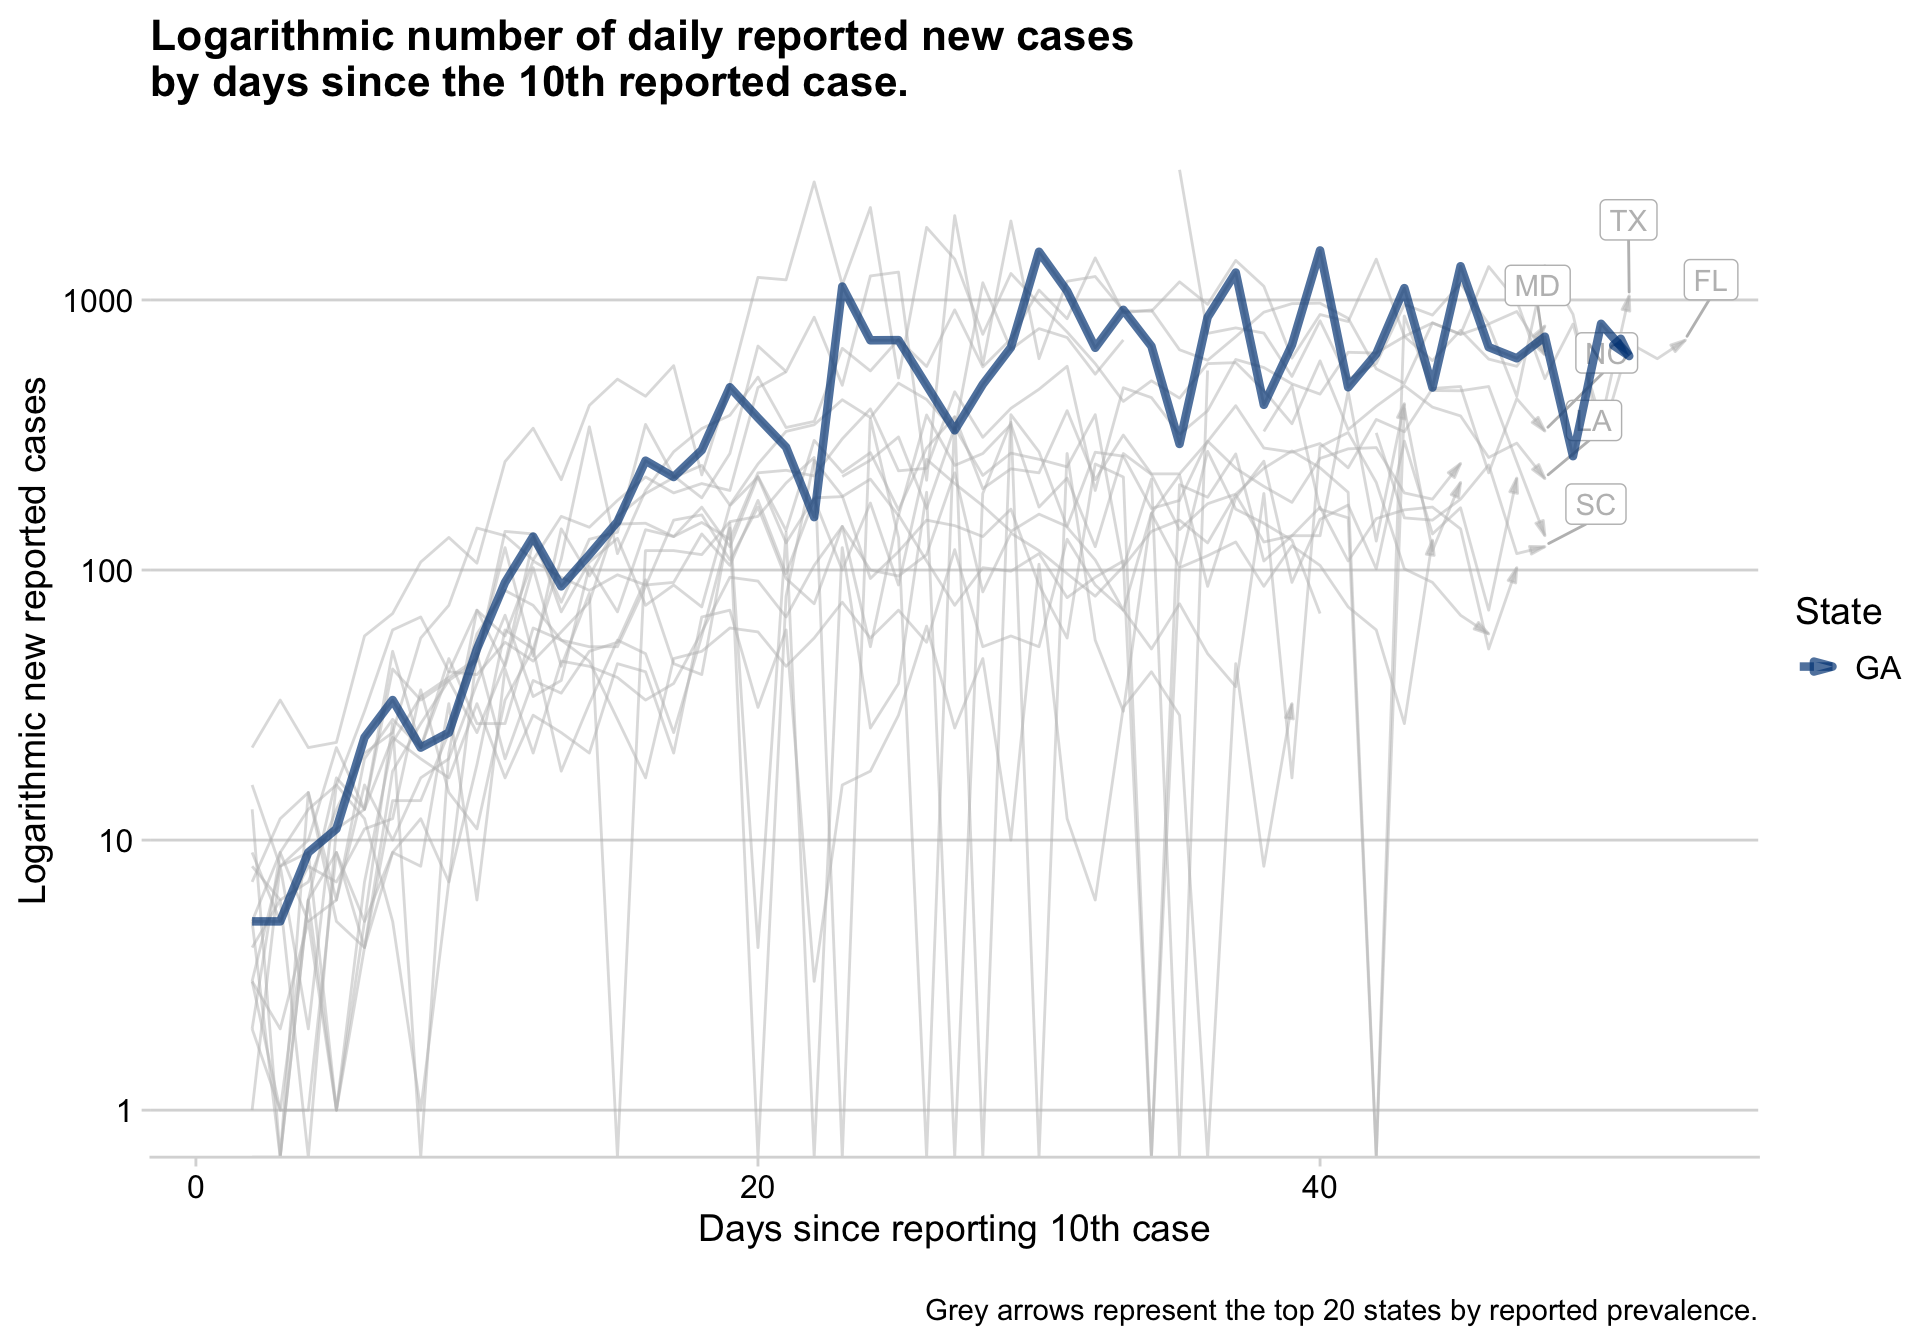 Logarithmic number of daily reported new cases
by days since the 10th reported case.
TX
FL
MD
1000
NC
LA
SC
100
10
1
Logarithmic new reported cases
State
GA
0
20
40
Days since reporting 10th case
Grey arrows represent the top 20 states by reported prevalence.